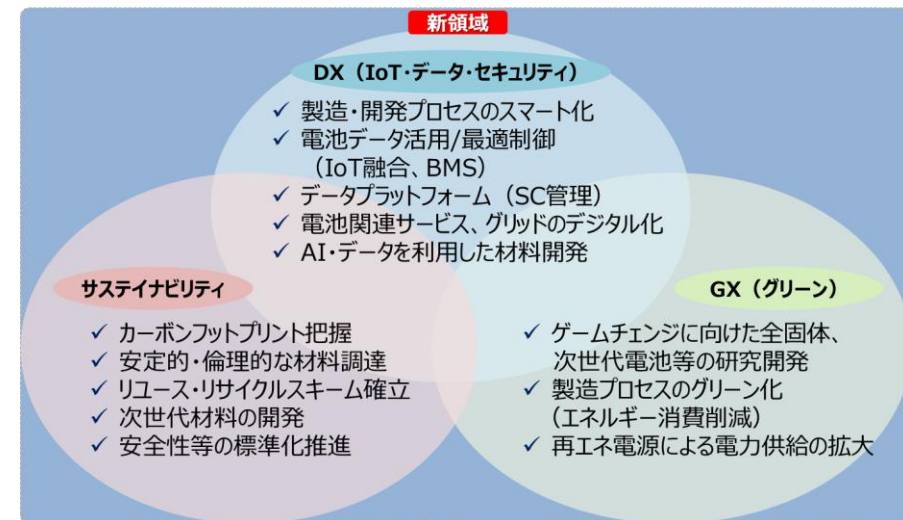 新領域
DX（IoT･データ･セキュリティ）
✓ 製造・開発プロセスのスマート化
✓ 電池データ活用/最適制御
（IoT融合、BMS）
✓ データプラットフォーム（SC管理）
✓ 電池関連サービス、グリッドのデジタル化
✓ AI・データを利用した材料開発
サステイナビリティ
✓ カーボンフットプリント把握
✓ 安定的・倫理的な材料調達
✓ リユース・リサイクルスキーム確立
✓ 次世代材料の開発
✓ 安全性等の標準化推進
GX（グリーン）
✓ ゲームチェンジに向けた全固体、
次世代電池等の研究開発
✓ 製造プロセスのグリーン化
（エネルギー消費削減）
✓ 再エネ電源による電力供給の拡大